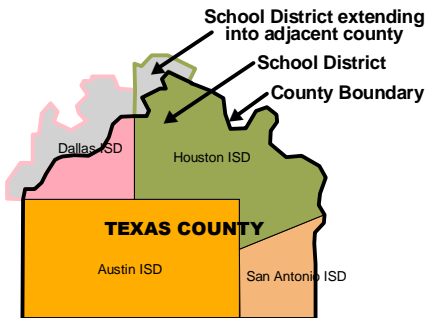 School District extending
into adjacent county
School District
County Boundary
Dallas ISD
Houston ISD
TEXAS COUNTY
Austin ISD
San Antonio ISD